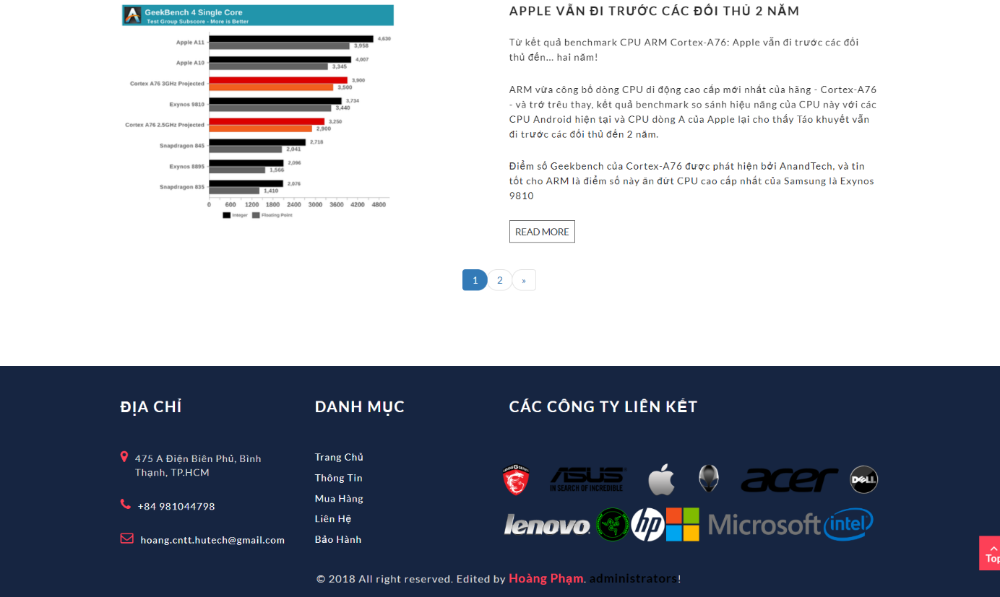 GeekBench 4 Single Core
Test Group Subscore - More is Better
Apple A11 4,630
3,958
Apple A10 4,007
3,345
Cortex A76 3GHz Projected 3,900
3,500
Exynos 9810 3,734
3,440
Cortex A76 2.5GHz Projected 3,250
2,900
Snapdragon 845 2,718
2,041
Exynos 8895 2,096
1,566
Snapdragon 835 2,076
1,410
0 600 1200 1800 2400 3000 3600 4200 4800
Integer Floating Point
APPLE VẪN ĐI TRƯỚC CÁC ĐỐI THỦ 2 NĂM
Từ kết quả benchmark CPU ARM Cortex-A76: Apple vẫn đi trước các đối
thủ đến... hai năm!
ARM vừa công bố dòng CPU di động cao cấp mới nhất của hãng - Cortex-A76
- và trớ trêu thay, kết quả benchmark so sánh hiệu năng của CPU này với các
CPU Android hiện tại và CPU dòng A của Apple lại cho thấy Táo khuyết vẫn
đi trước các đối thủ đến 2 năm.
Điểm số Geekbench của Cortex-A76 được phát hiện bởi AnandTech, và tin
tốt cho ARM là điểm số này ăn đứt CPU cao cấp nhất của Samsung là Exynos
9810
READ MORE
1 2 »
ĐỊA CHỈ
475 A Điện Biên Phủ, Bình
Thạnh, TP.HCM
+84 981044798
hoang.cntt.hutech@gmail.com
DANH MỤC
Trang Chủ
Thông Tin
Mua Hàng
Liên Hệ
Bảo Hành
CÁC CÔNG TY LIÊN KẾT
ASUS
IN SEARCH OF INCREDIBLE
acer
DELL
lenovo
hp
Microsoft
intel
Top
© 2018 All right reserved. Edited by Hoàng Phạm. administrators!